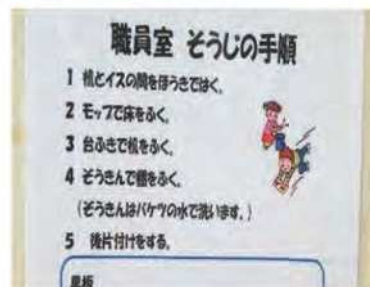 職員室 そうじの手順
1 机とイスの間をほうきではく。
2 モップで床をふく。
3 台ふきで机をふく。
4 ぞうきんで棚をふく。
(ぞうきんはバケツの水で洗います。)
5 後片付けをする。
黒板